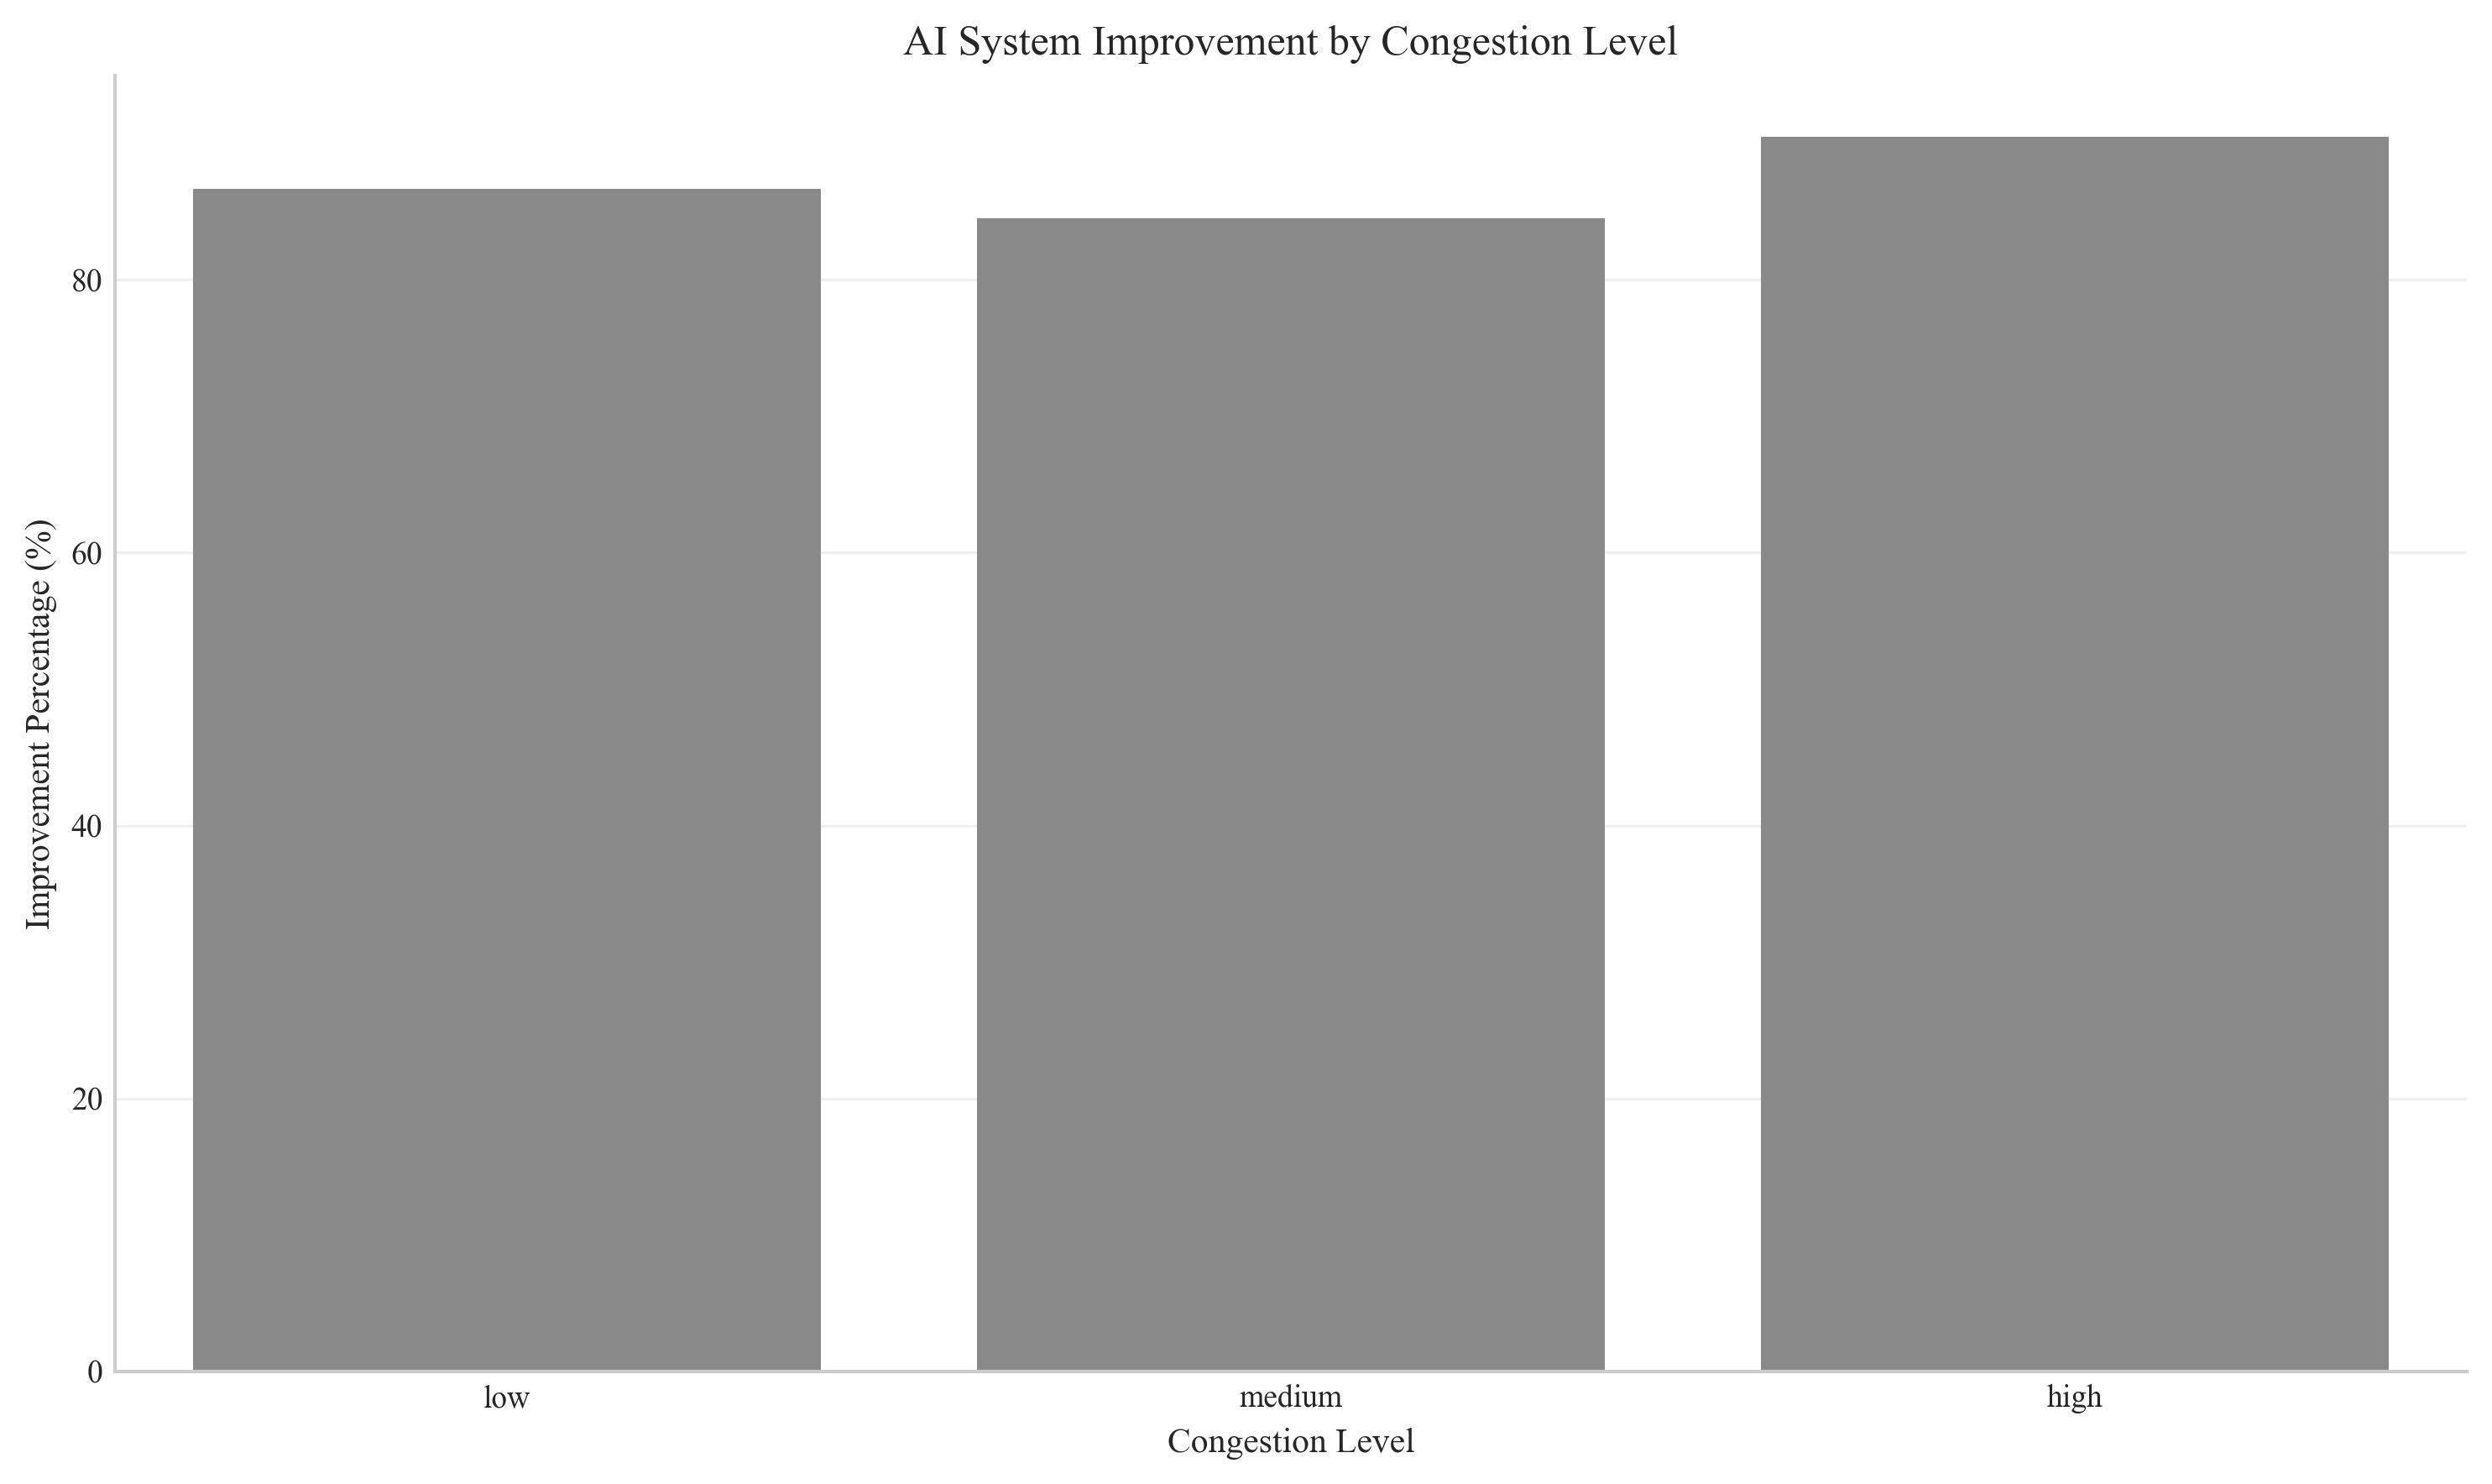 AI System Improvement by Congestion Level
Improvement Percentage (%)
80
60
40
20
0
low medium high
Congestion Level